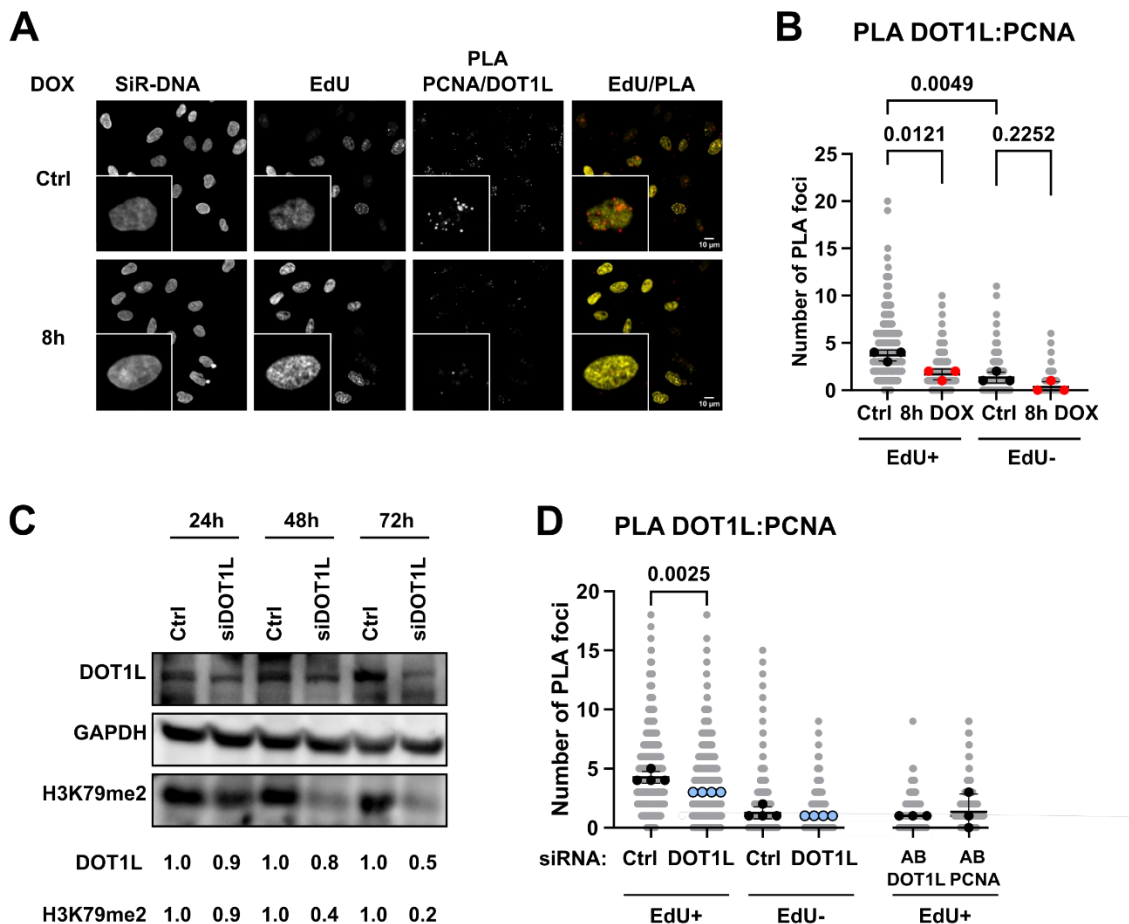 A
DOX
SiR-DNA
EdU
PLA
PCNA/DOT1L
EdU/PLA
Ctrl
10 µm
8h
10 µm
B
PLA DOT1L:PCNA
0.0049
0.0121
0.2252
Number of PLA foci
25
20
15
10
5
0
Ctrl 8h DOX Ctrl 8h DOX
EdU+ EdU-
C
24h 48h 72h
Ctrl siDOT1L Ctrl siDOT1L Ctrl siDOT1L
DOT1L
GAPDH
H3K79me2
DOT1L 1.0 0.9 1.0 0.8 1.0 0.5
H3K79me2 1.0 0.9 1.0 0.4 1.0 0.2
D
PLA DOT1L:PCNA
0.0025
Number of PLA foci
20
15
10
5
0
siRNA: Ctrl DOT1L Ctrl DOT1L AB AB
DOT1L PCNA
EdU+ EdU- EdU+